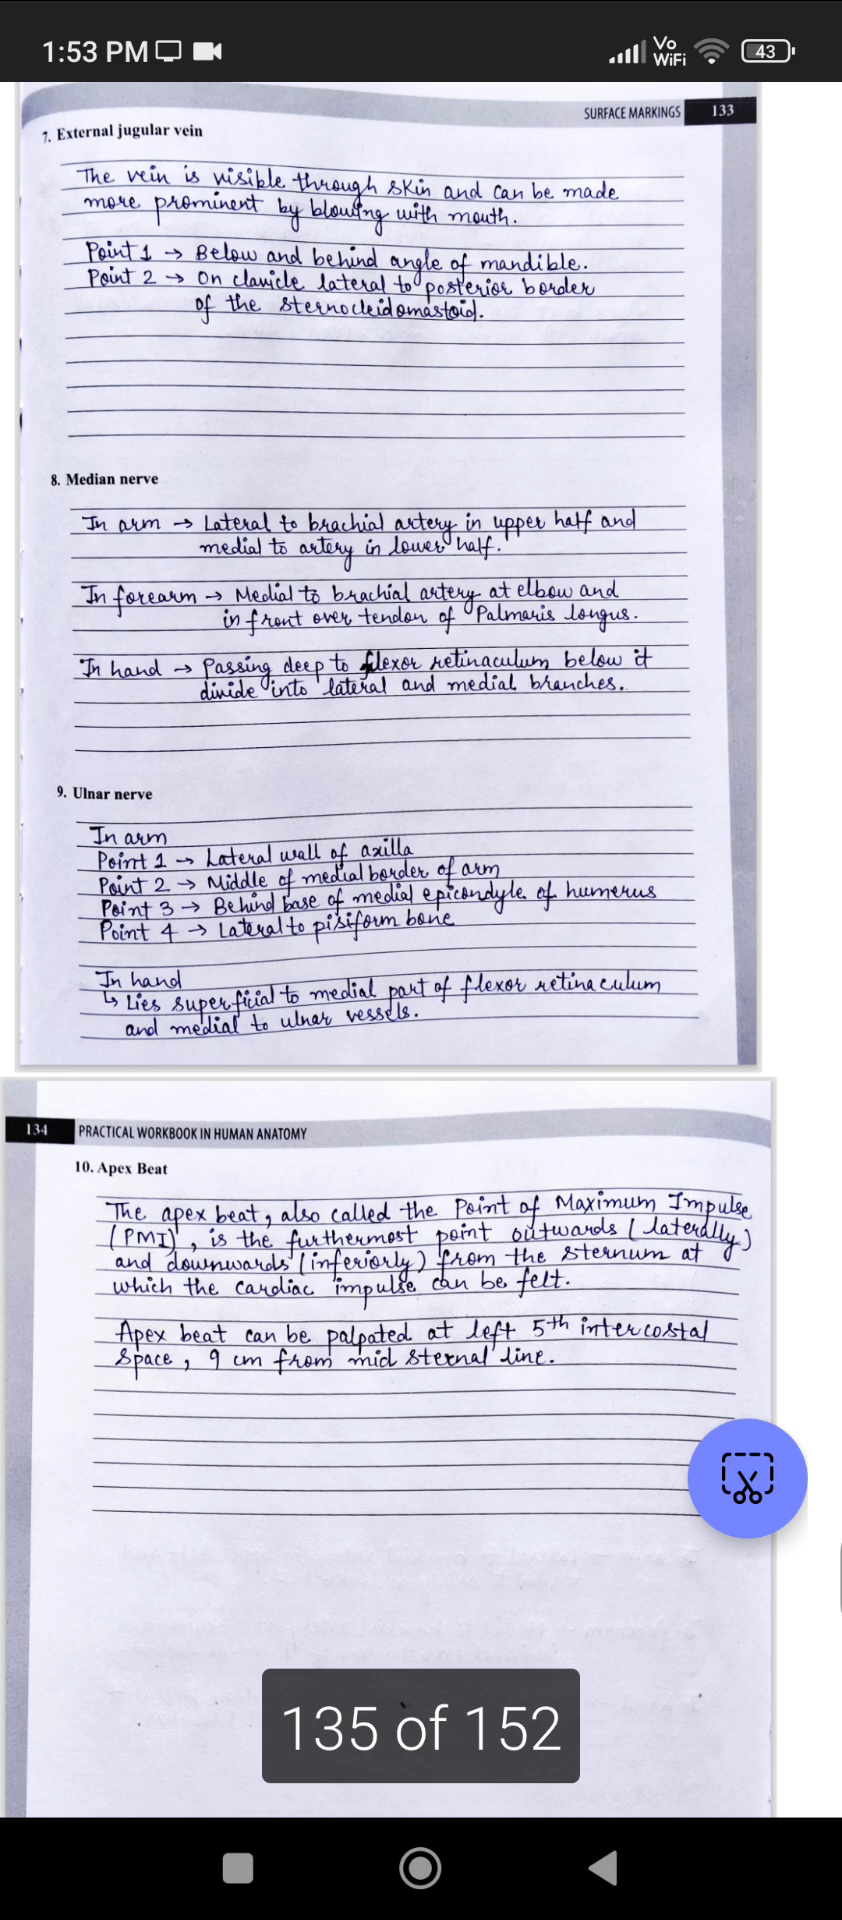 1:53 PM
Vo WiFi 43
SURFACE MARKINGS 133
7. External jugular vein
The vein is visible through skin and can be made
more prominent by blowing with mouth.
Point 1 → Below and behind angle of mandible.
Point 2 → On clavicle lateral to posterior border
of the sternocleidomastoid.
8. Median nerve
In arm → Lateral to brachial artery in upper half and
medial to artery in lower half.
In forearm → Medial to brachial artery at elbow and
in front over tendon of Palmaris longus.
In hand → Passing deep to flexor retinaculum below it
divide into lateral and medial branches.
9. Ulnar nerve
In arm
Point 1 → Lateral wall of axilla
Point 2 → Middle of medial border of arm
Point 3 → Behind base of medial epicondyle of humerus
Point 4 → Lateral to pisiform bone
In hand
↳ Lies superficial to medial part of flexor retinaculum
and medial to ulnar vessels.
134 PRACTICAL WORKBOOK IN HUMAN ANATOMY
10. Apex Beat
The apex beat, also called the Point of Maximum Impulse
(PMI), is the furthermost point outwards (laterally)
and downwards (inferiorly) from the sternum at
which the cardiac impulse can be felt.
Apex beat can be palpated at left 5th intercostal
space, 9 cm from mid sternal line.
135 of 152